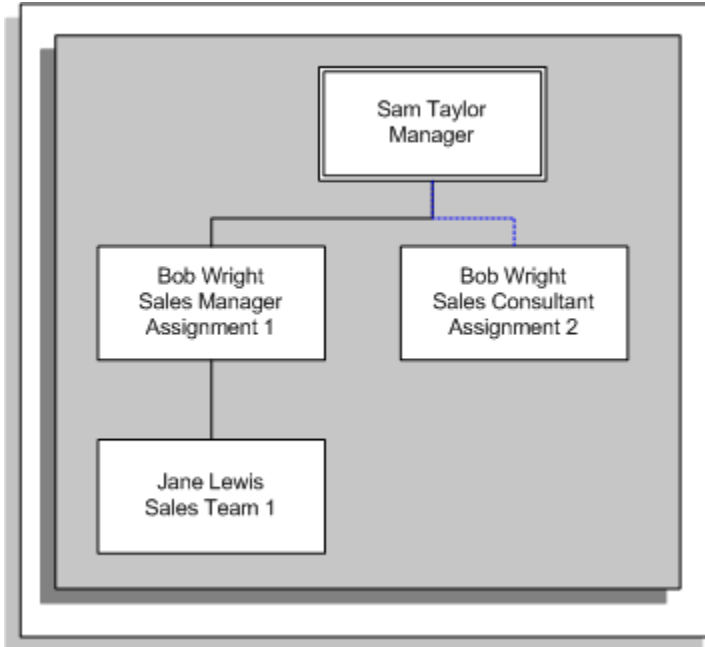 Sam Taylor
Manager
Bob Wright
Sales Manager
Assignment 1
Bob Wright
Sales Consultant
Assignment 2
Jane Lewis
Sales Team 1